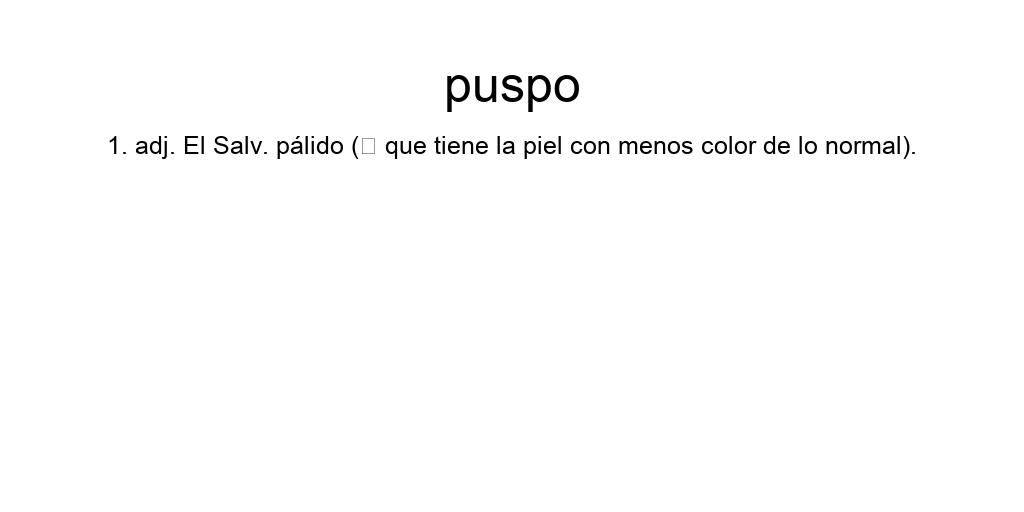 puspo
1. adj. El Salv. pálido (□ que tiene la piel con menos color de lo normal).